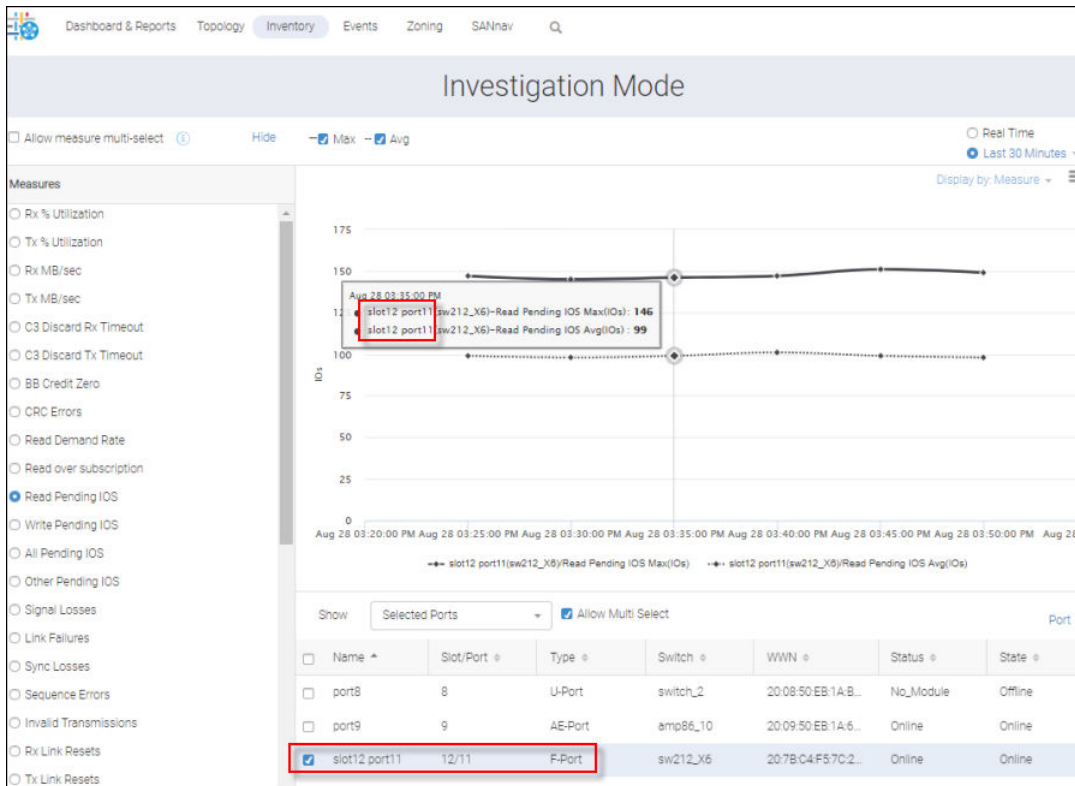 Dashboard & Reports Topology Inventory Events Zoning SANnav
Investigation Mode
Allow measure multi-select Hide Max Avg
Real Time
Last 30 Minutes
Display by: Measure
Measures
Rx % Utilization
Tx % Utilization
Rx MB/sec
Tx MB/sec
C3 Discard Rx Timeout
C3 Discard Tx Timeout
BB Credit Zero
CRC Errors
Read Demand Rate
Read over subscription
Read Pending IOS
Write Pending IOS
All Pending IOS
Other Pending IOS
Signal Losses
Link Failures
Sync Losses
Sequence Errors
Invalid Transmissions
Rx Link Resets
Tx Link Resets
175
150
100
75
50
25
0
IOs
Aug 28 03:35:00 PM
slot12 port11(sw212_X6)-Read Pending IOS Max(IOs): 146
slot12 port11(sw212_X6)-Read Pending IOS Avg(IOs) : 99
Aug 28 03:20:00 PM Aug 28 03:25:00 PM Aug 28 03:30:00 PM Aug 28 03:35:00 PM Aug 28 03:40:00 PM Aug 28 03:45:00 PM Aug 28 03:50:00 PM Aug
slot12 port11(sw212_X6)/Read Pending IOS Max(IOs) slot12 port11(sw212_X6)/Read Pending IOS Avg(IOs)
Show Selected Ports Allow Multi Select Port
Name Slot/Port Type Switch WWN Status State
port8 8 U-Port switch_2 20:08:50:EB:1A:B... No_Module Offline
port9 9 AE-Port amp86_10 20:09:50:EB:1A:6... Online Online
slot12 port11 12/11 F-Port sw212_X6 20:7B:C4:F5:7C:2... Online Online